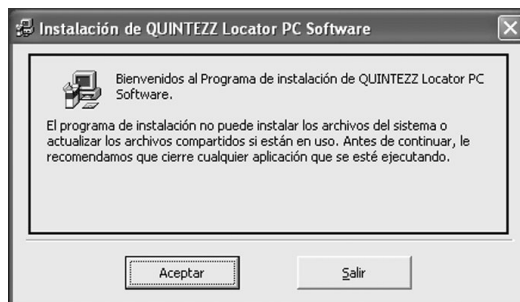 Instalación de QUINTEZZ Locator PC Software
Bienvenidos al Programa de instalación de QUINTEZZ Locator PC
Software.
El programa de instalación no puede instalar los archivos del sistema o
actualizar los archivos compartidos si están en uso. Antes de continuar, le
recomendamos que cierre cualquier aplicación que se esté ejecutando.
Aceptar
Salir